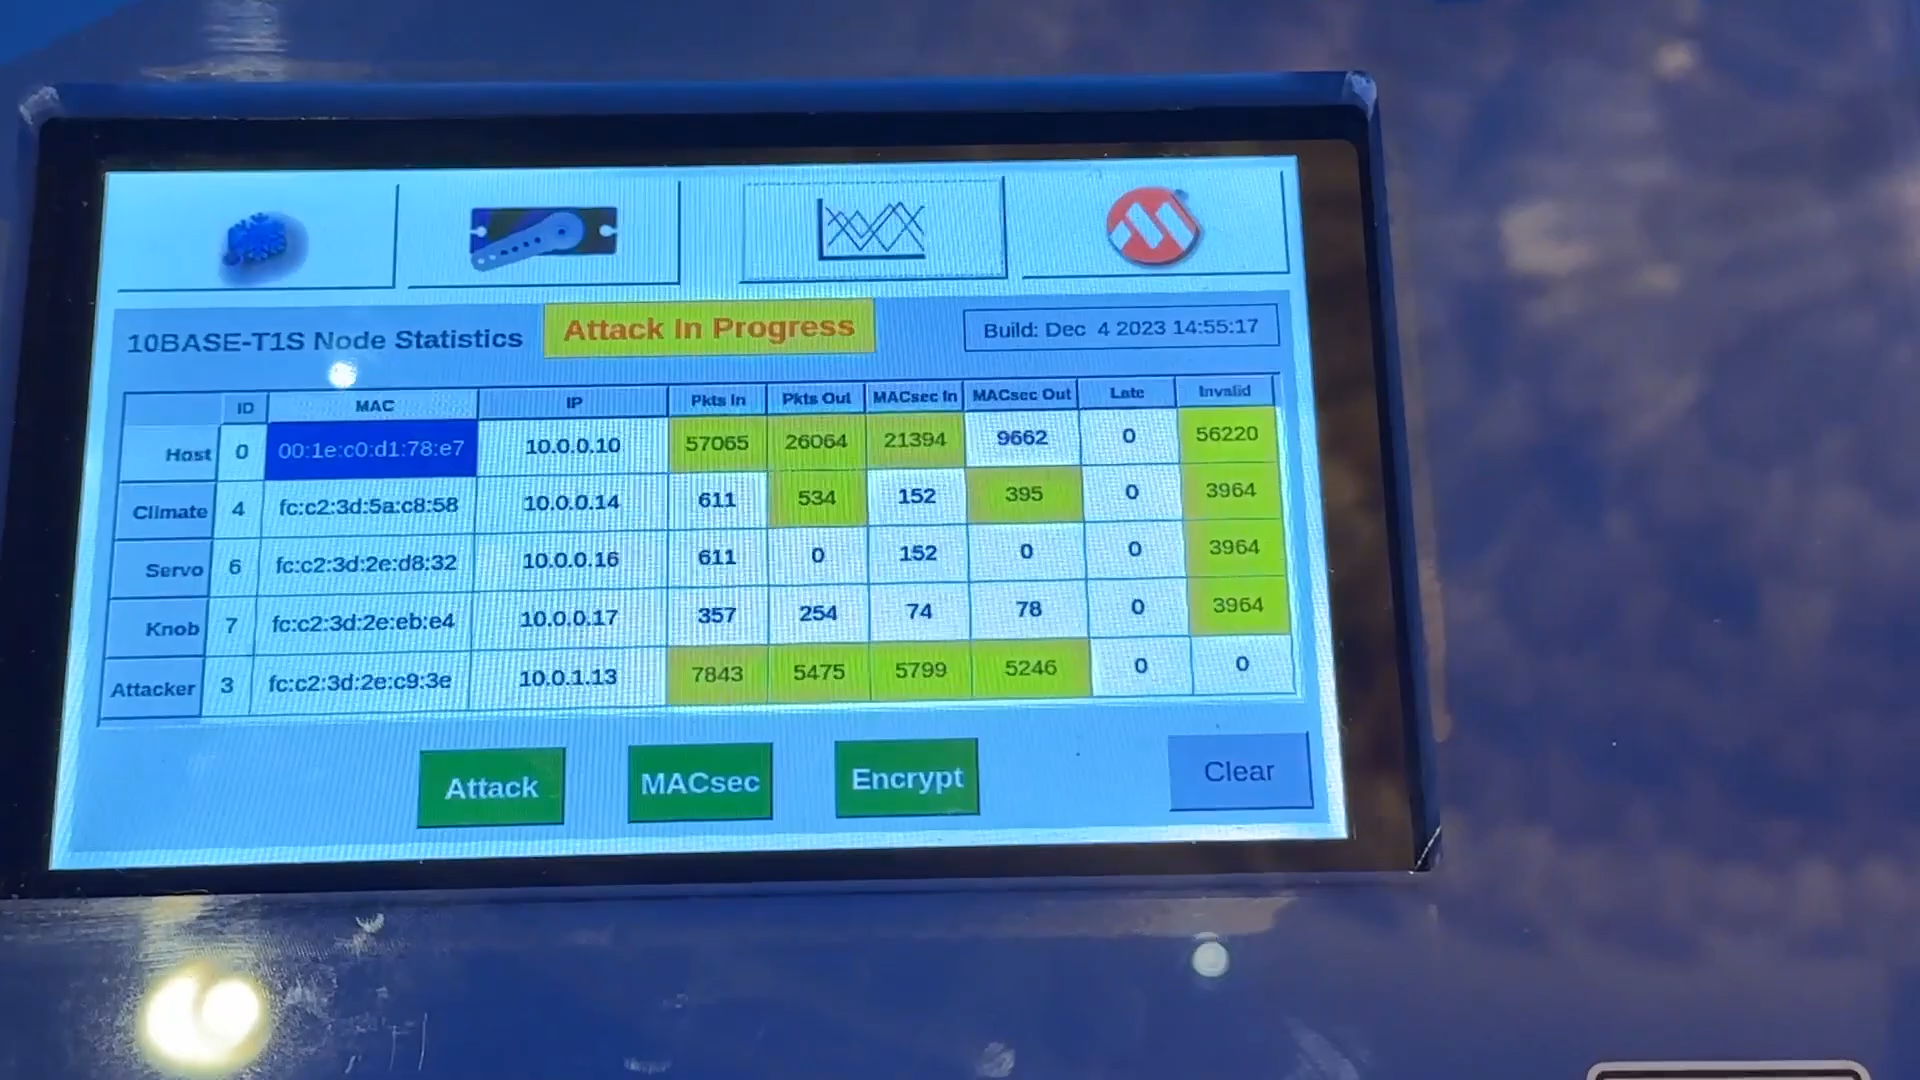 10BASE-T1S Node Statistics
Attack In Progress
Build: Dec 4 2023 14:55:17
ID MAC IP Pkts In Pkts Out MACsec In MACsec Out Late Invalid
Host 0 00:1e:c0:d1:78:e7 10.0.0.10 57065 26064 21394 9662 0 56220
Climate 4 fc:c2:3d:5a:c8:58 10.0.0.14 611 534 152 395 0 3964
Servo 6 fc:c2:3d:2e:d8:32 10.0.0.16 611 0 152 0 0 3964
Knob 7 fc:c2:3d:2e:eb:e4 10.0.0.17 357 254 74 78 0 3964
Attacker 3 fc:c2:3d:2e:c9:3e 10.0.1.13 7843 5475 5799 5246 0 0
Attack MACsec Encrypt Clear